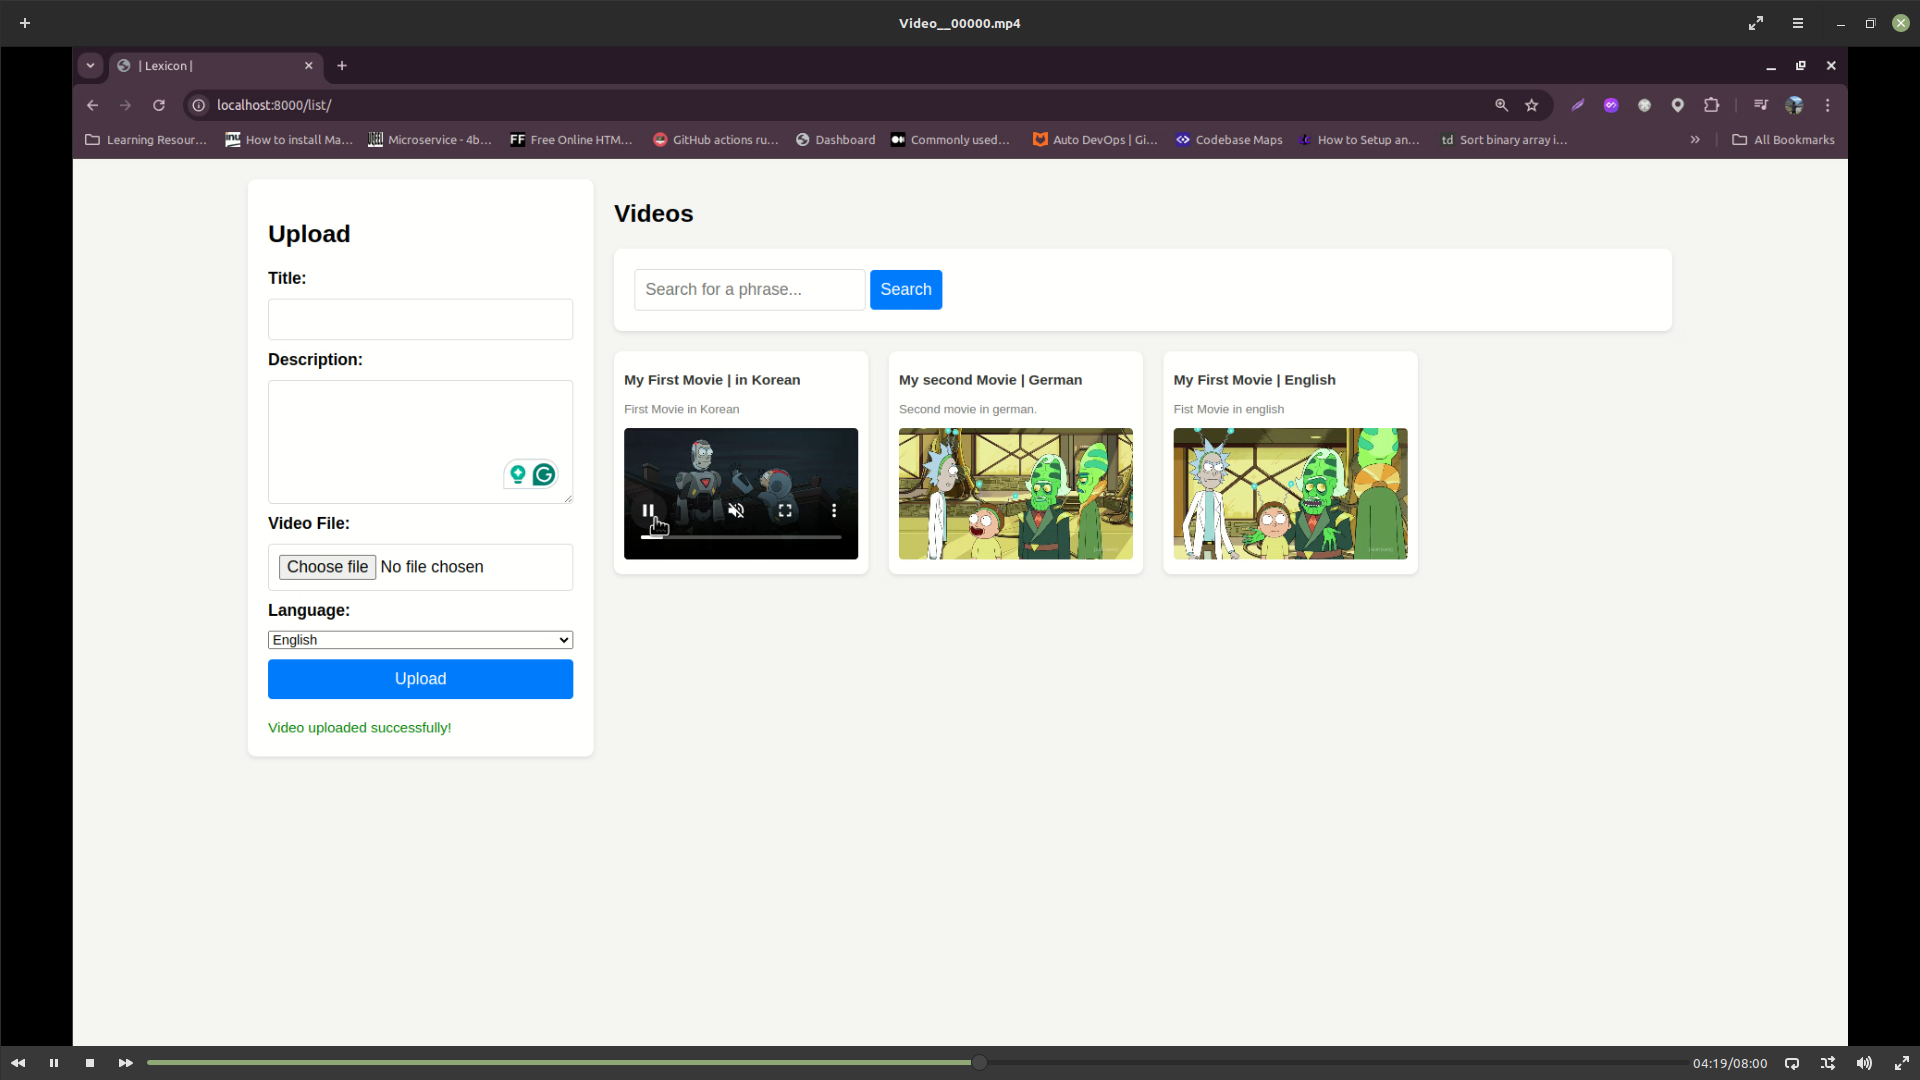 Video__00000.mp4
| Lexicon |
localhost:8000/list/
Learning Resour...
How to install Ma...
Microservice - 4b...
FF Free Online HTM...
GitHub actions ru...
Dashboard
Commonly used...
Auto DevOps | Gi...
Codebase Maps
How to Setup an...
td Sort binary array i...
All Bookmarks
Upload
Title:
Description:
Video File:
Choose file No file chosen
Language:
English
Upload
Video uploaded successfully!
Videos
Search for a phrase... Search
My First Movie | in Korean
First Movie in Korean
My second Movie | German
Second movie in german.
My First Movie | English
Fist Movie in english
04:19/08:00